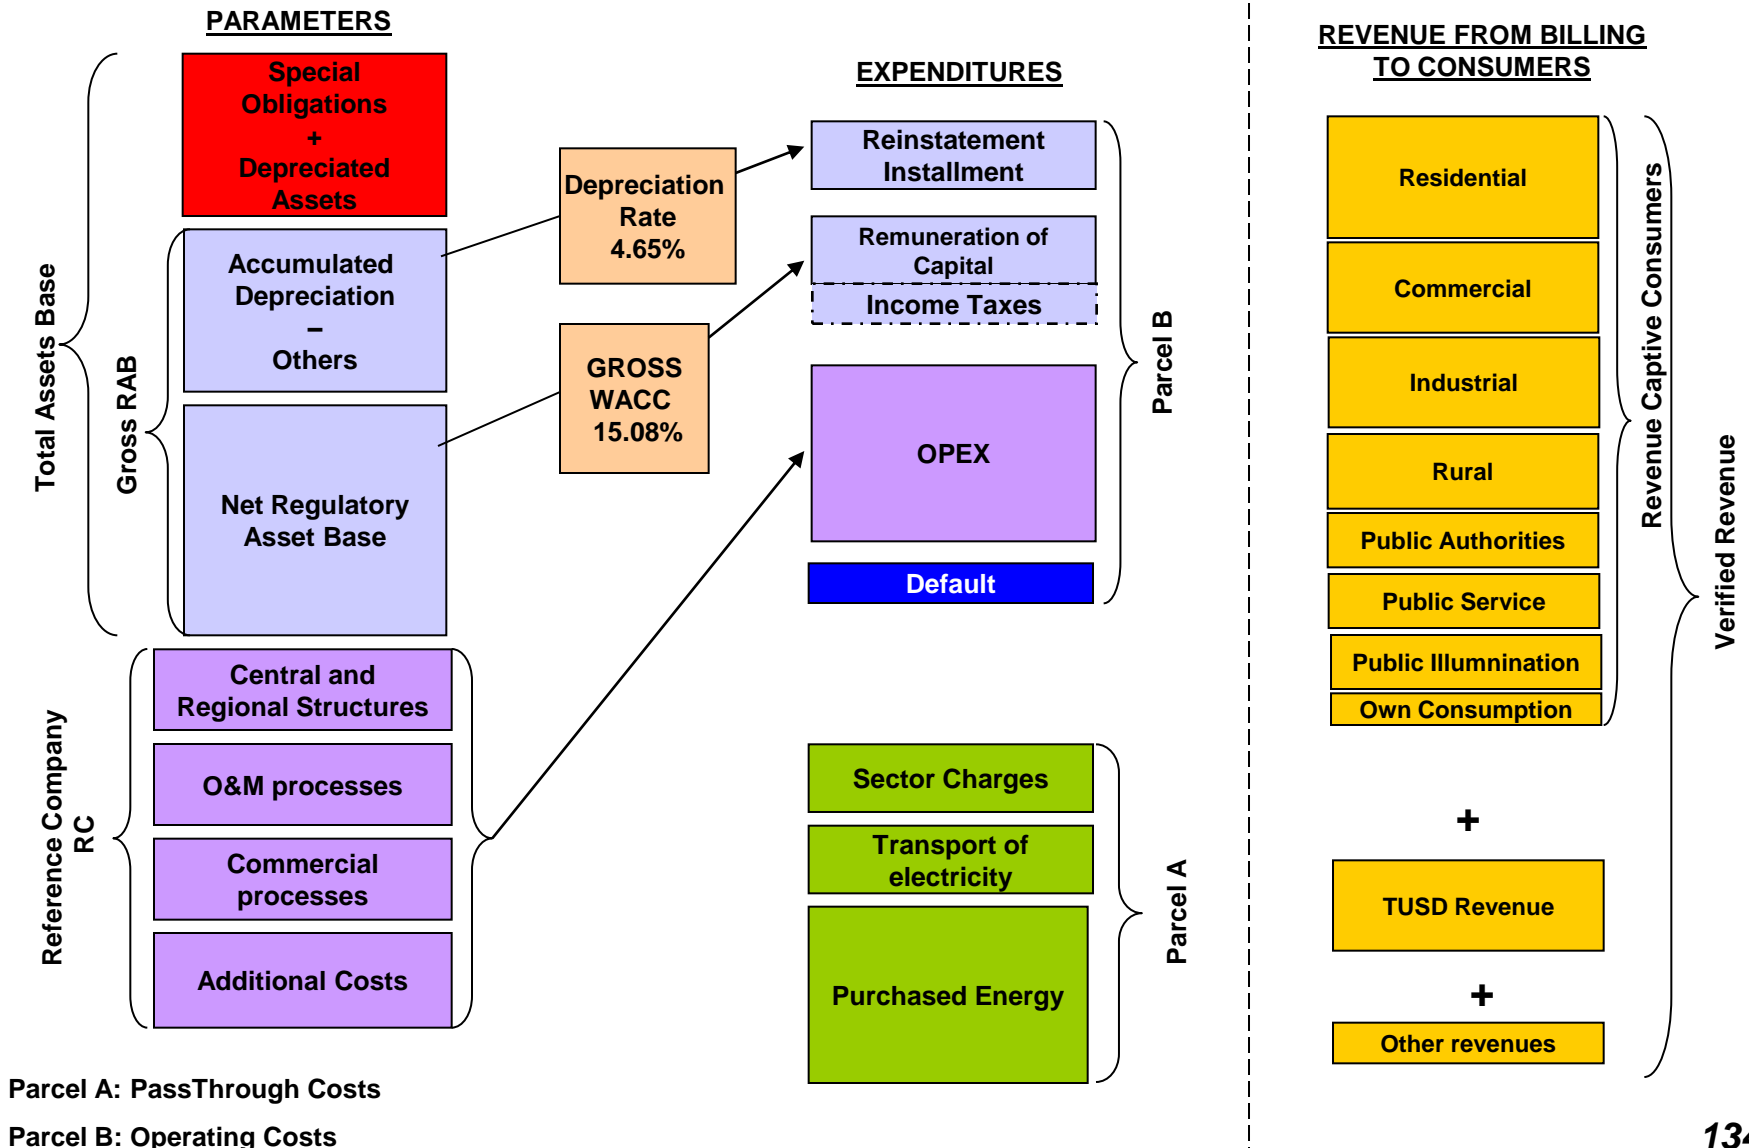 PARAMETERS
Special
Obligations
+
Depreciated
Assets
Accumulated
Depreciation
–
Others
Net Regulatory
Asset Base
Total Assets Base
Gross RAB
Central and
Regional Structures
O&M processes
Commercial
processes
Additional Costs
Reference Company
RC
Depreciation
Rate
4.65%
GROSS
WACC
15.08%
EXPENDITURES
Reinstatement
Installment
Remuneration of
Capital
Income Taxes
OPEX
Default
Parcel B
Sector Charges
Transport of
electricity
Purchased Energy
Parcel A
REVENUE FROM BILLING
TO CONSUMERS
Residential
Commercial
Industrial
Rural
Public Authorities
Public Service
Public Illumnination
Own Consumption
Revenue Captive Consumers
+
TUSD Revenue
+
Other revenues
Verified Revenue
Parcel A: PassThrough Costs
Parcel B: Operating Costs
134